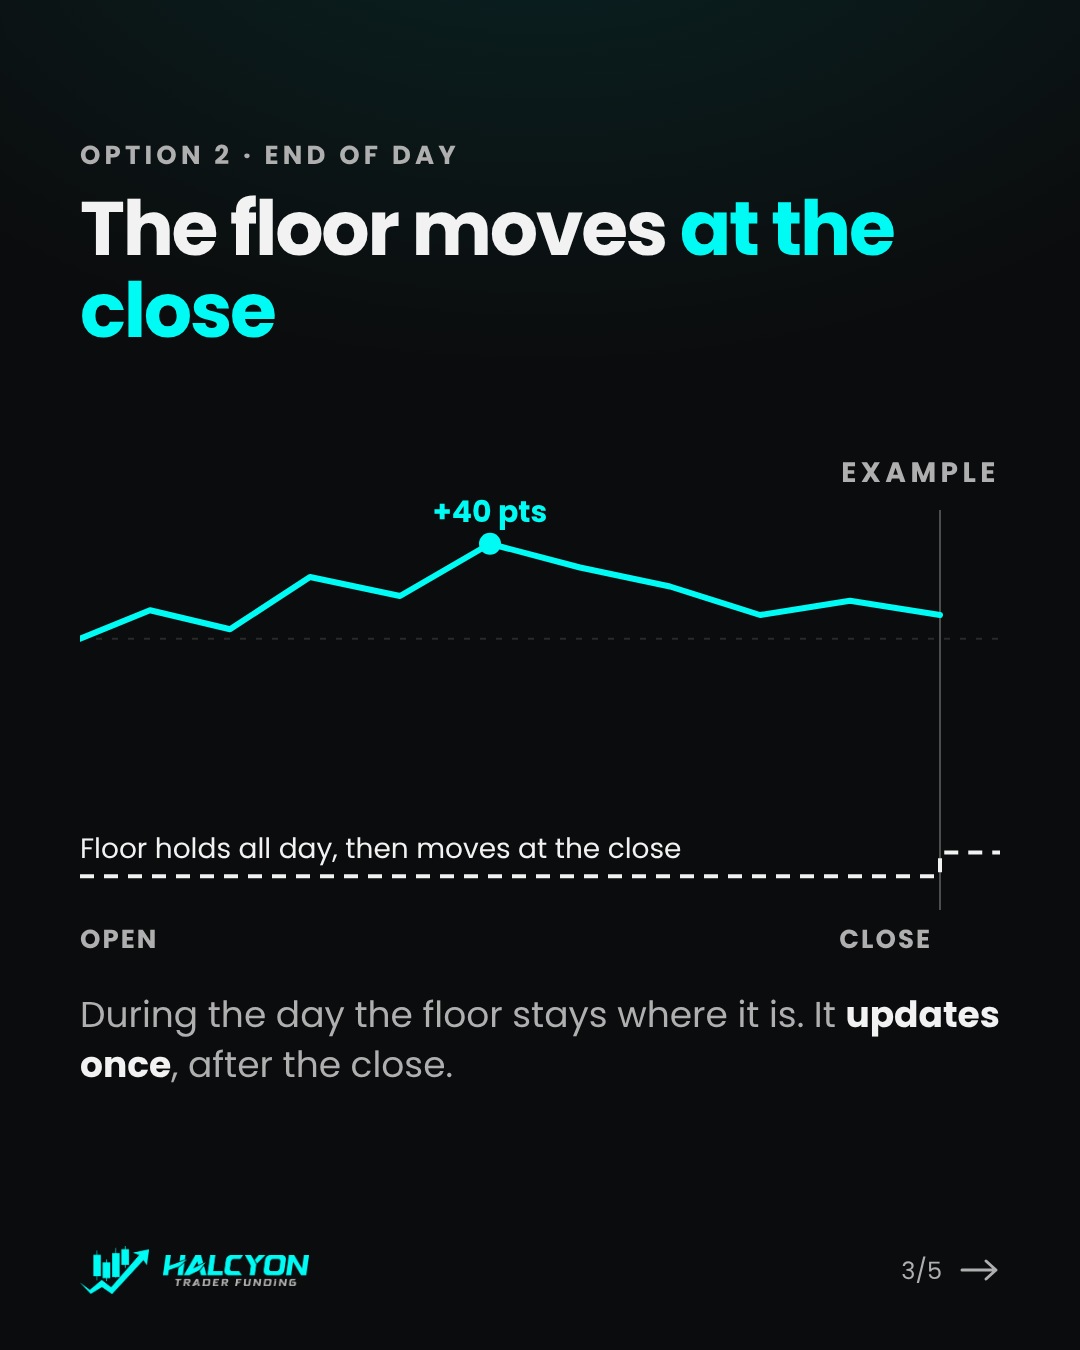 OPTION 2 · END OF DAY
The floor moves at the
close
EXAMPLE
+40 pts
Floor holds all day, then moves at the close
OPEN
CLOSE
During the day the floor stays where it is. It updates
once, after the close.
HALCYON
TRADER FUNDING
3/5